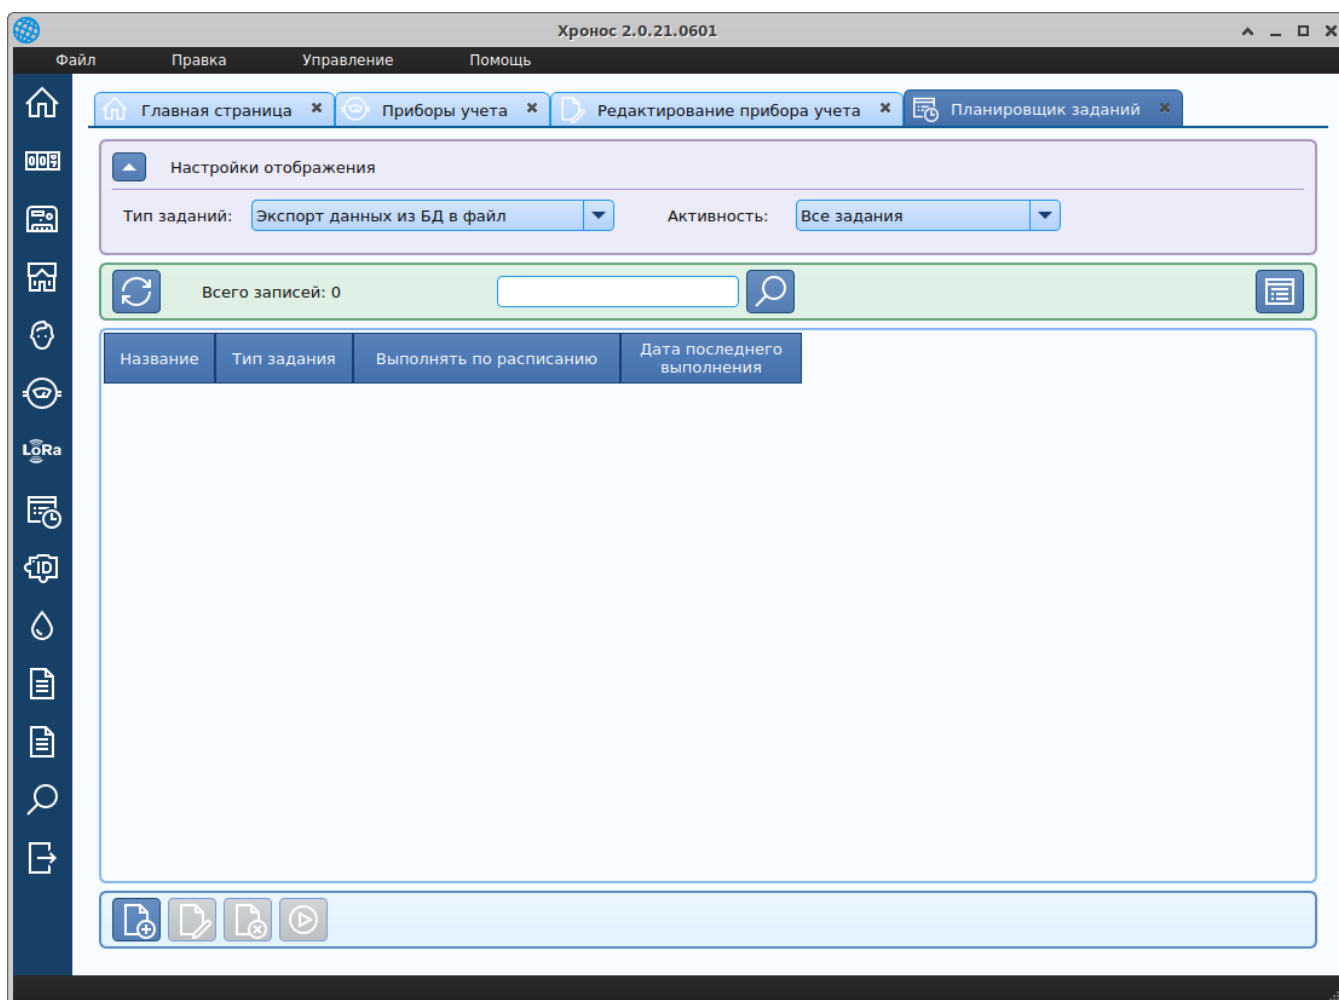 Хронос 2.0.21.0601
Файл Правка Управление Помощь
Главная страница Приборы учета Редактирование прибора учета Планировщик заданий
Настройки отображения
Тип заданий: Экспорт данных из БД в файл Активность: Все задания
Всего записей: 0
Название Тип задания Выполнять по расписанию Дата последнего
выполнения
LoRa
ID